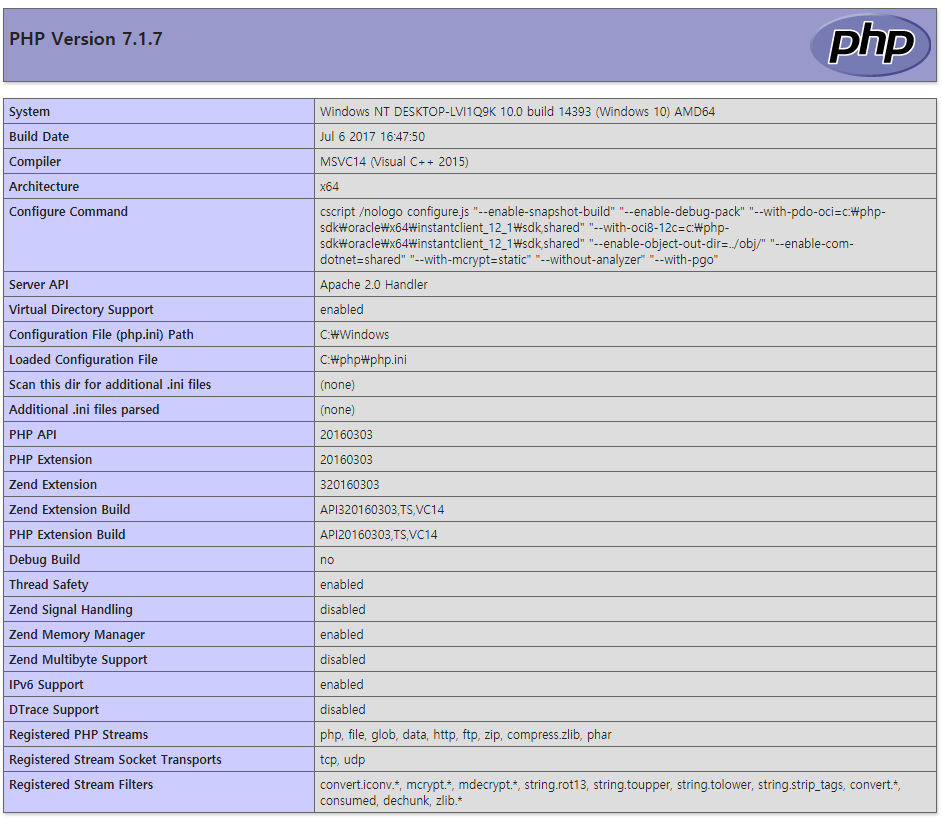 PHP Version 7.1.7
php
System Windows NT DESKTOP-LVI1Q9K 10.0 build 14393 (Windows 10) AMD64
Build Date Jul 6 2017 16:47:50
Compiler MSVC14 (Visual C++ 2015)
Architecture x64
Configure Command cscript /nologo configure.js "--enable-snapshot-build" "--enable-debug-pack" "--with-pdo-oci=c:₩php-
sdk₩oracle₩x64₩instantclient_12_1₩sdk,shared" "--with-oci8-12c=c:₩php-
sdk₩oracle₩x64₩instantclient_12_1₩sdk,shared" "--enable-object-out-dir=../obj/" "--enable-com-
dotnet=shared" "--with-mcrypt=static" "--without-analyzer" "--with-pgo"
Server API Apache 2.0 Handler
Virtual Directory Support enabled
Configuration File (php.ini) Path C:₩Windows
Loaded Configuration File C:₩php₩php.ini
Scan this dir for additional .ini files (none)
Additional .ini files parsed (none)
PHP API 20160303
PHP Extension 20160303
Zend Extension 320160303
Zend Extension Build API320160303,TS,VC14
PHP Extension Build API20160303,TS,VC14
Debug Build no
Thread Safety enabled
Zend Signal Handling disabled
Zend Memory Manager enabled
Zend Multibyte Support disabled
IPv6 Support enabled
DTrace Support disabled
Registered PHP Streams php, file, glob, data, http, ftp, zip, compress.zlib, phar
Registered Stream Socket Transports tcp, udp
Registered Stream Filters convert.iconv.*, mcrypt.*, mdecrypt.*, string.rot13, string.toupper, string.tolower, string.strip_tags, convert.*,
consumed, dechunk, zlib.*